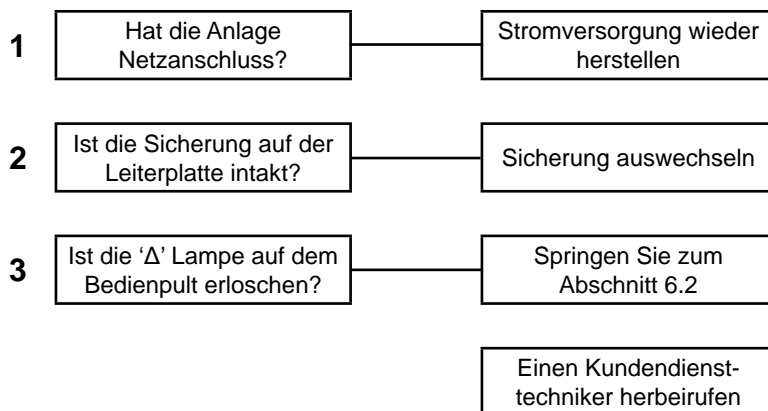 1
Hat die Anlage
Netzanschluss?
Stromversorgung wieder
herstellen
2
Ist die Sicherung auf der
Leiterplatte intakt?
Sicherung auswechseln
3
Ist die ‘Δ’ Lampe auf dem
Bedienpult erloschen?
Springen Sie zum
Abschnitt 6.2
Einen Kundendienst-
techniker herbeirufen